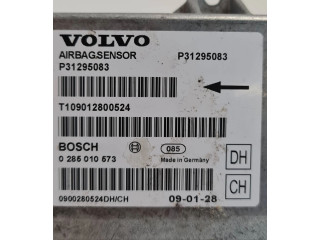 VOLVO
AIRBAGSENSOR P31295083
P31295083
T109012800524
BOSCH 085 DH
0 285 010 573 Made in Germany
CH
0900280524DH/CH 09-01-28